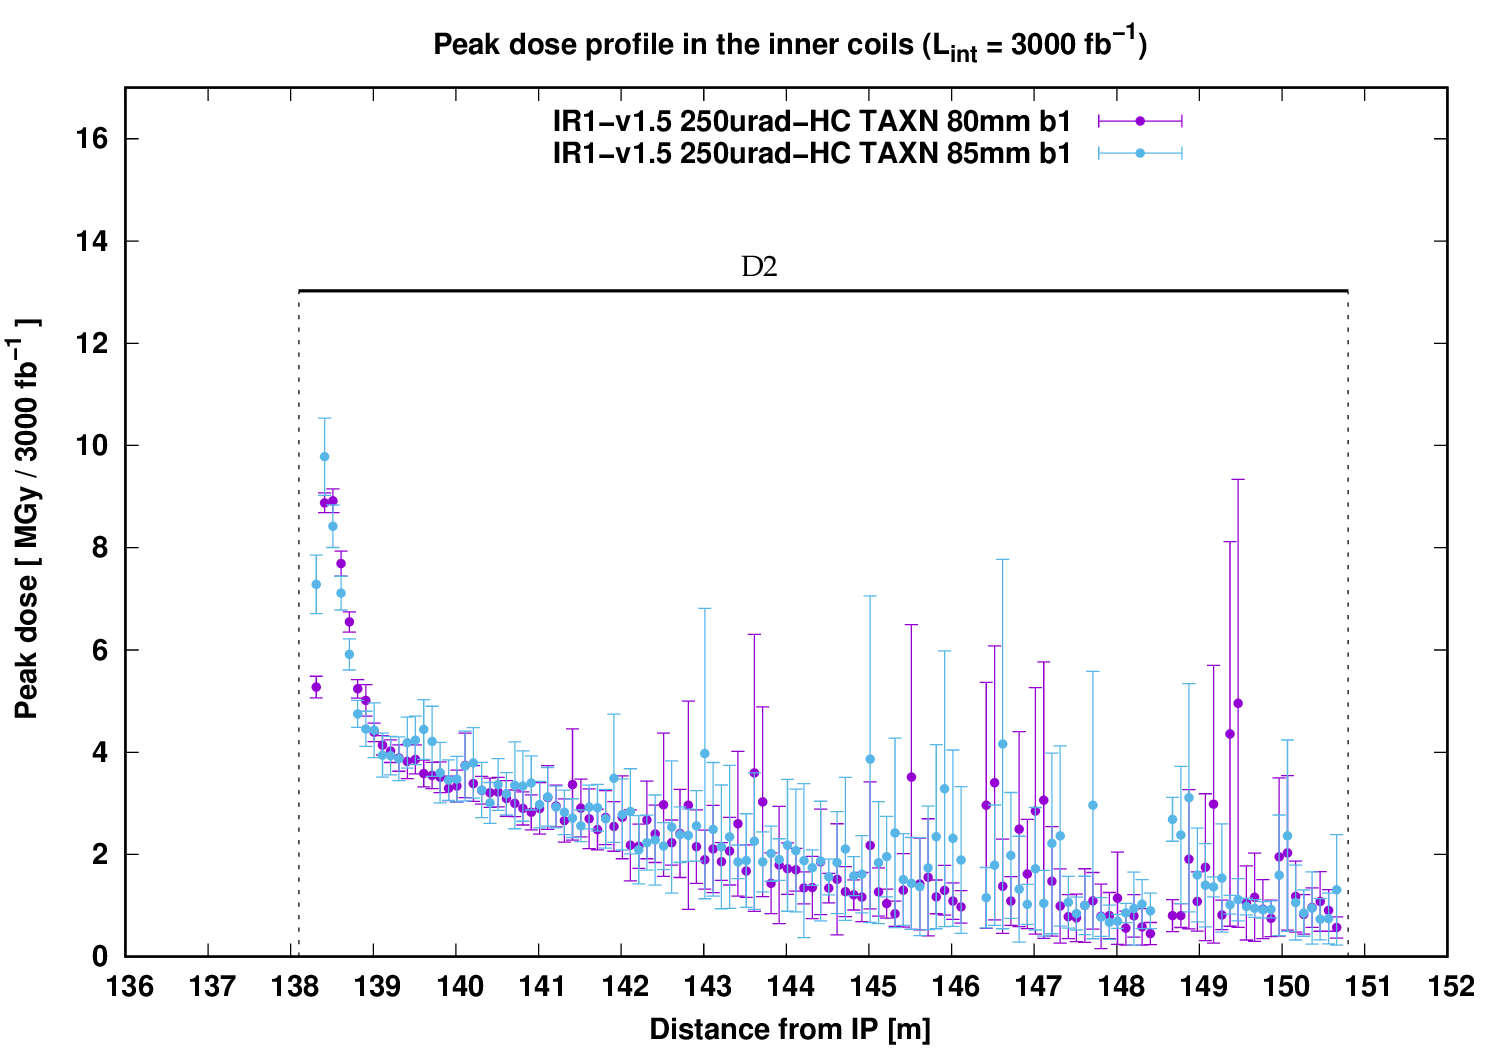 Peak dose profile in the inner coils (Lint = 3000 fb−1)
IR1−v1.5 250urad−HC TAXN 80mm b1
IR1−v1.5 250urad−HC TAXN 85mm b1
D2
Peak dose [ MGy / 3000 fb−1 ]
16
14
12
10
8
6
4
2
0
136 137 138 139 140 141 142 143 144 145 146 147 148 149 150 151 152
Distance from IP [m]